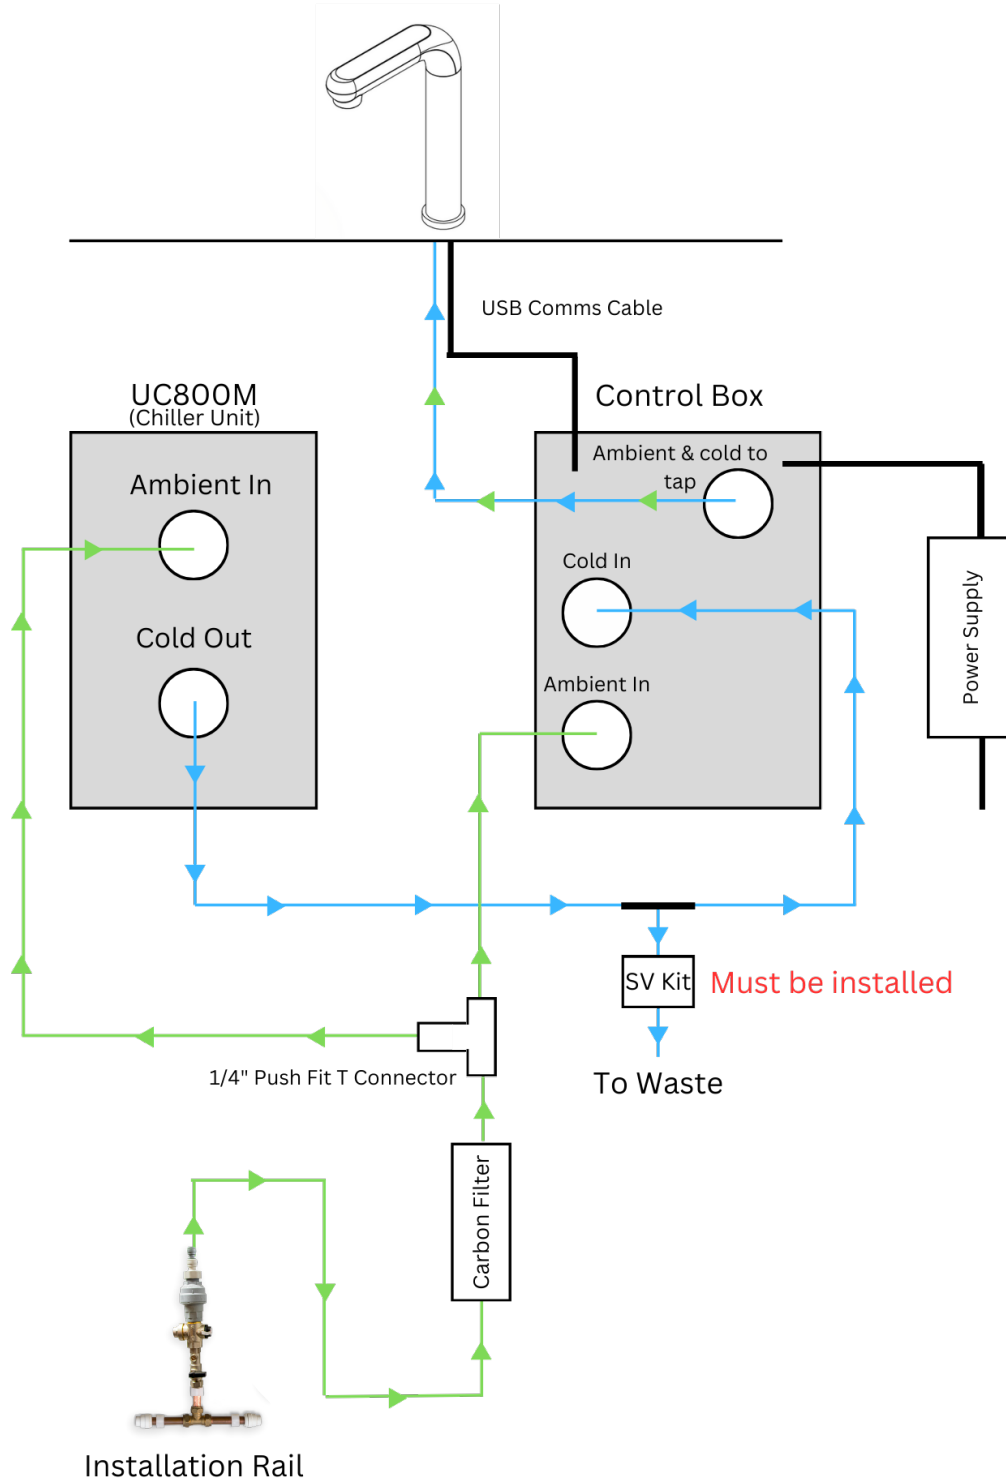 USB Comms Cable
UC800M
(Chiller Unit)
Control Box
Ambient In
Cold Out
Ambient & cold to
tap
Cold In
Ambient In
Power Supply
SV Kit
Must be installed
To Waste
1/4" Push Fit T Connector
Carbon Filter
Installation Rail